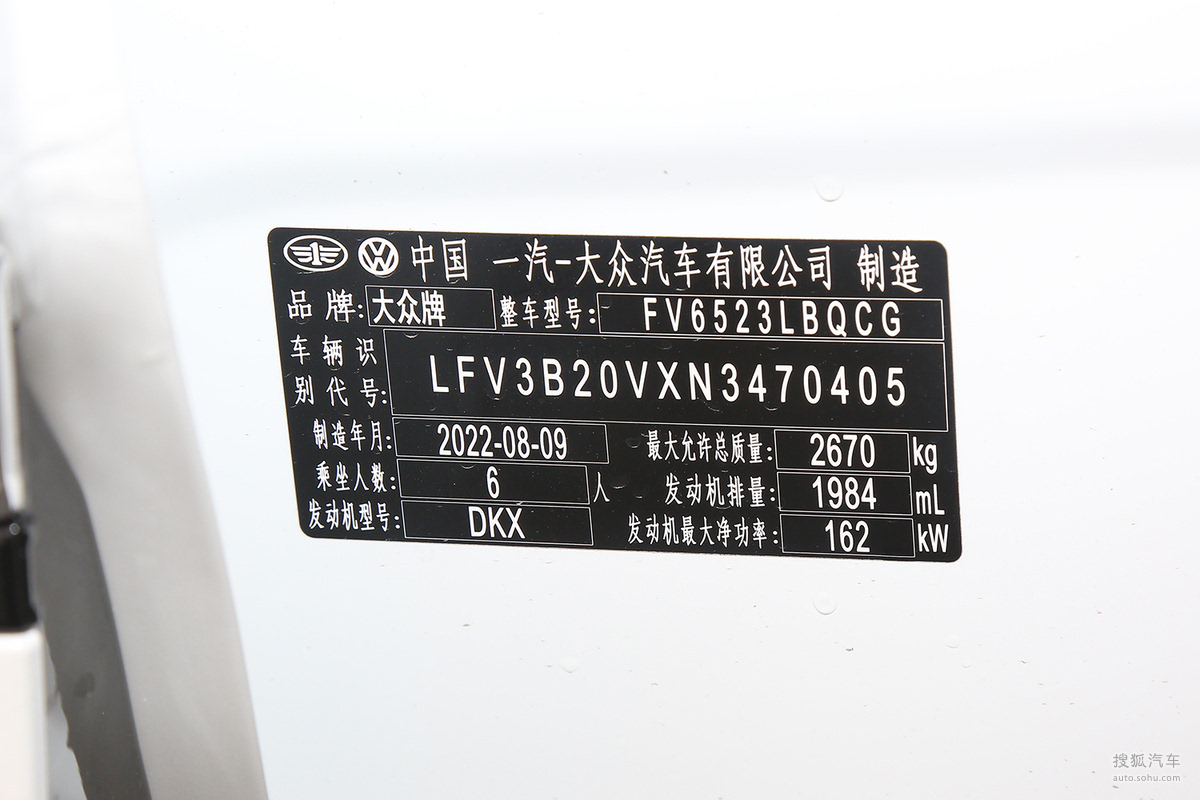 中国 一汽-大众汽车有限公司 制造
品牌: 大众牌 整车型号: FV6523LBQCG
车辆识别代号: LFV3B20VXN3470405
制造年月: 2022-08-09 最大允许总质量: 2670 kg
乘坐人数: 6 人 发动机排量: 1984 mL
发动机型号: DKX 发动机最大净功率: 162 kW
搜狐汽车
auto.sohu.com